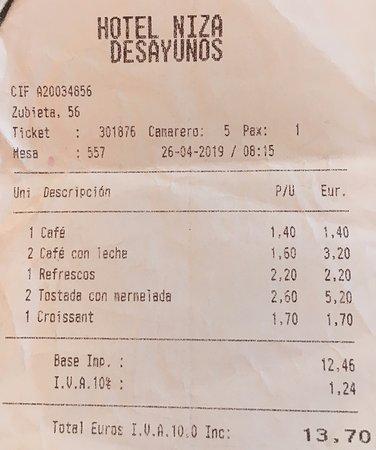 HOTEL NIZA
DESAYUNOS
CIF A20034856
Zubieta, 56
Ticket : 301876 Camarero: 5 Pax: 1
Mesa : 557 26-04-2019 / 08:15
Uni Descripción P/U Eur.
1 Café 1,40 1,40
2 Café con leche 1,60 3,20
1 Refrescos 2,20 2,20
2 Tostada con mermelada 2,60 5,20
1 Croissant 1,70 1,70
Base Imp. : 12,46
I.V.A.10% : 1,24
Total Euros I.V.A.10.0 Inc: 13,70